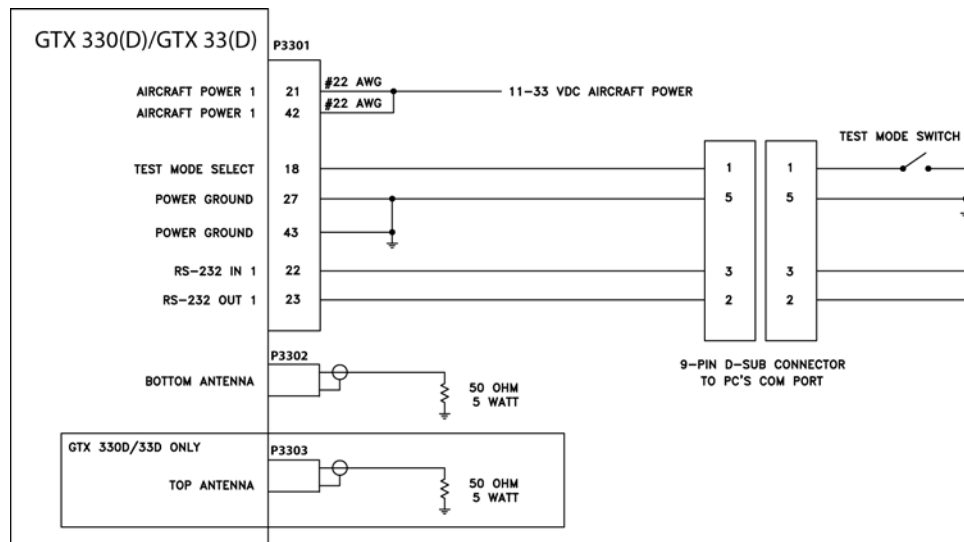 GTX 330(D)/GTX 33(D)
P3301
AIRCRAFT POWER 1 21 #22 AWG 11-33 VDC AIRCRAFT POWER
AIRCRAFT POWER 1 42 #22 AWG
TEST MODE SWITCH
TEST MODE SELECT 18 1 1
POWER GROUND 27 5 5
POWER GROUND 43
RS-232 IN 1 22 3 3
RS-232 OUT 1 23 2 2
9-PIN D-SUB CONNECTOR
TO PC'S COM PORT
P3302
BOTTOM ANTENNA
50 OHM
5 WATT
GTX 330D/33D ONLY
P3303
TOP ANTENNA
50 OHM
5 WATT